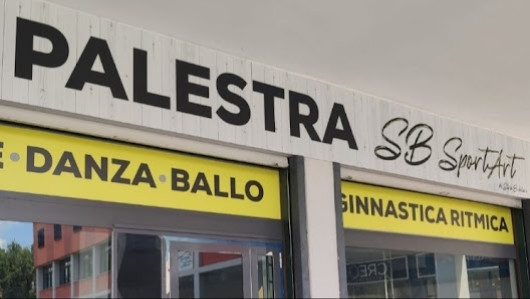 PALESTRA SB SportArt
E • DANZA • BALLO
GINNASTICA RITMICA